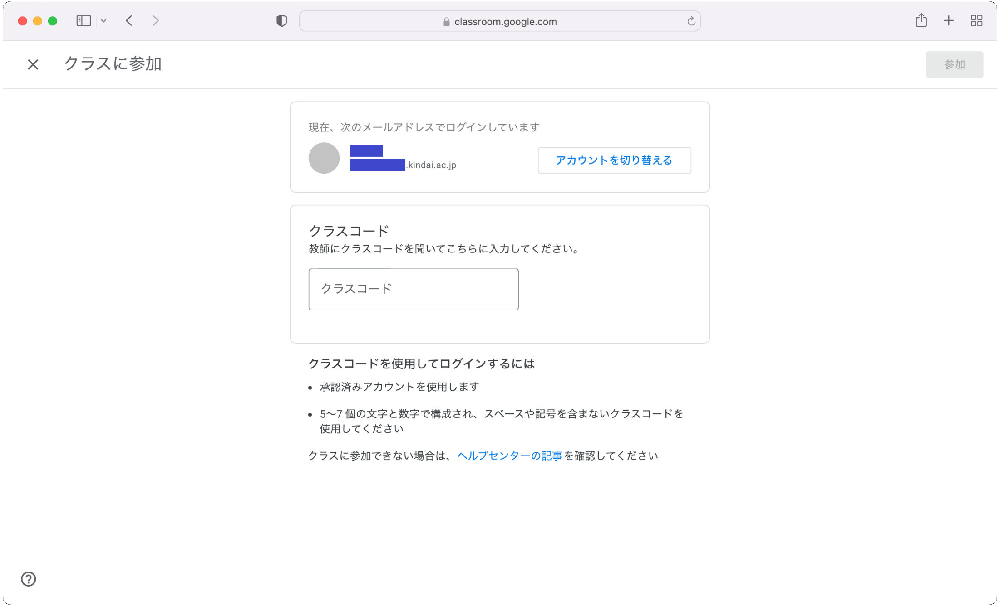 classroom.google.com
クラスに参加
参加
現在、次のメールアドレスでログインしています
.kindai.ac.jp
アカウントを切り替える
クラスコード
教師にクラスコードを聞いてこちらに入力してください。
クラスコード
クラスコードを使用してログインするには
• 承認済みアカウントを使用します
• 5〜7 個の文字と数字で構成され、スペースや記号を含まないクラスコードを
使用してください
クラスに参加できない場合は、ヘルプセンターの記事を確認してください